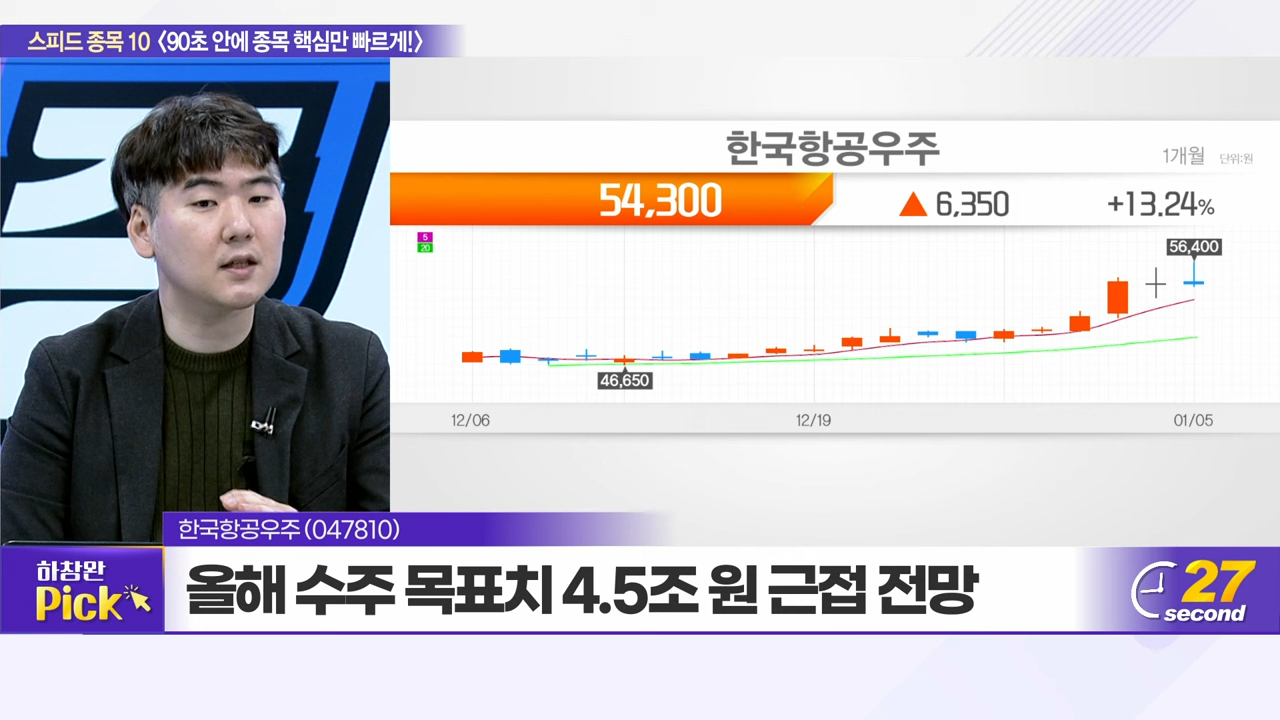 스피드 종목 10 〈90초 안에 종목 핵심만 빠르게!〉
한국항공우주
1개월 단위:원
54,300 ▲ 6,350 +13.24%
5
20
56,400
46,650
12/06 12/19 01/05
한국항공우주 (047810)
하창완
Pick
올해 수주 목표치 4.5조 원 근접 전망
27
second